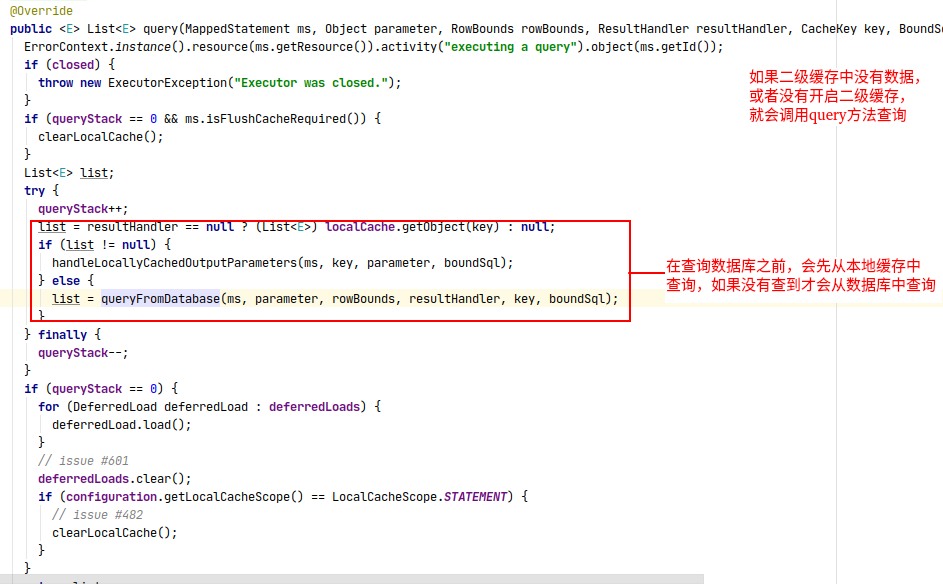 @Override
public <E> List<E> query(MappedStatement ms, Object parameter, RowBounds rowBounds, ResultHandler resultHandler, CacheKey key, BoundS
ErrorContext.instance().resource(ms.getResource()).activity("executing a query").object(ms.getId());
if (closed) {
throw new ExecutorException("Executor was closed.");
}
如果二级缓存中没有数据，
或者没有开启二级缓存，
就会调用query方法查询
if (queryStack == 0 && ms.isFlushCacheRequired()) {
clearLocalCache();
}
List<E> list;
try {
queryStack++;
list = resultHandler == null ? (List<E>) localCache.getObject(key) : null;
if (list != null) {
handleLocallyCachedOutputParameters(ms, key, parameter, boundSql);
} else {
list = queryFromDatabase(ms, parameter, rowBounds, resultHandler, key, boundSql);
}
在查询数据库之前，会先从本地缓存中
查询，如果没有查到才会从数据库中查询
} finally {
queryStack--;
}
if (queryStack == 0) {
for (DeferredLoad deferredLoad : deferredLoads) {
deferredLoad.load();
}
// issue #601
deferredLoads.clear();
if (configuration.getLocalCacheScope() == LocalCacheScope.STATEMENT) {
// issue #482
clearLocalCache();
}
}